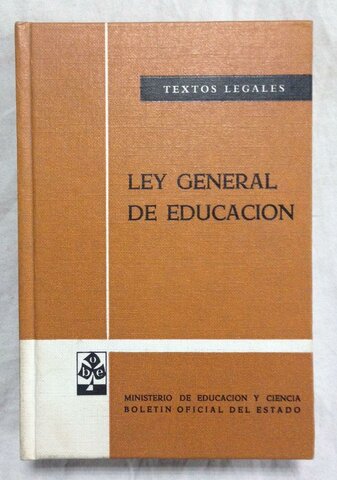 TEXTOS LEGALES
LEY GENERAL
DE EDUCACION
boe
MINISTERIO DE EDUCACION Y CIENCIA
BOLETIN OFICIAL DEL ESTADO